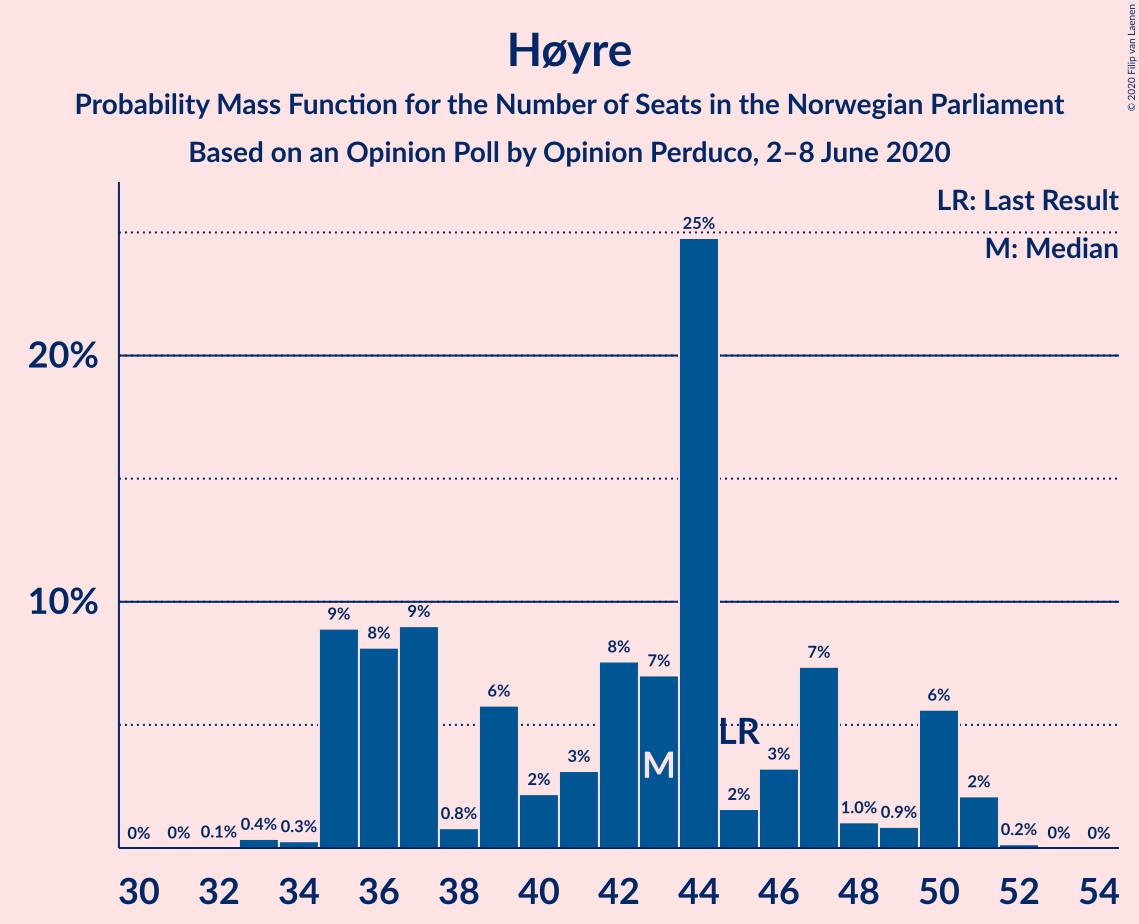 Høyre
Probability Mass Function for the Number of Seats in the Norwegian Parliament
Based on an Opinion Poll by Opinion Perduco, 2–8 June 2020
© 2020 Filip van Laenen
LR: Last Result
M: Median
20%
10%
0% 0% 0.1% 0.4% 0.3% 9% 8% 9% 0.8% 6% 2% 3% 8% 7% 25% 2% 3% 7% 1.0% 0.9% 6% 2% 0.2% 0% 0%
M
LR
30 32 34 36 38 40 42 44 46 48 50 52 54